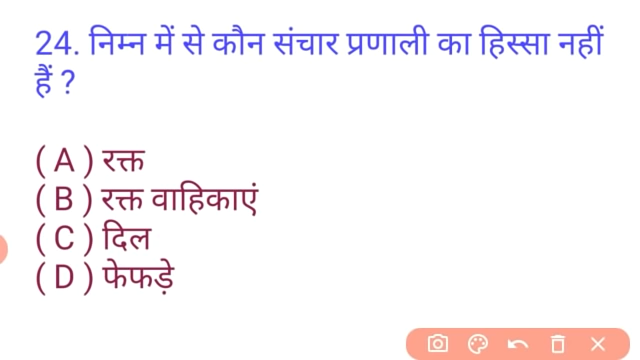 24. निम्न में से कौन संचार प्रणाली का हिस्सा नहीं
हैं ?
( A ) रक्त
( B ) रक्त वाहिकाएं
( C ) दिल
( D ) फेफड़े